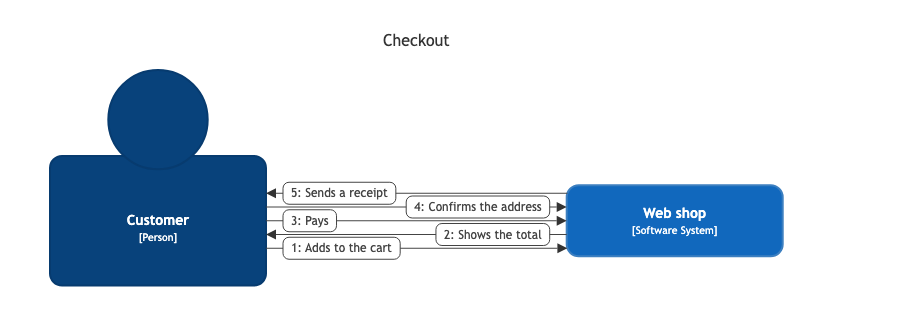 Checkout
5: Sends a receipt
4: Confirms the address
3: Pays
2: Shows the total
1: Adds to the cart
Customer
[Person]
Web shop
[Software System]